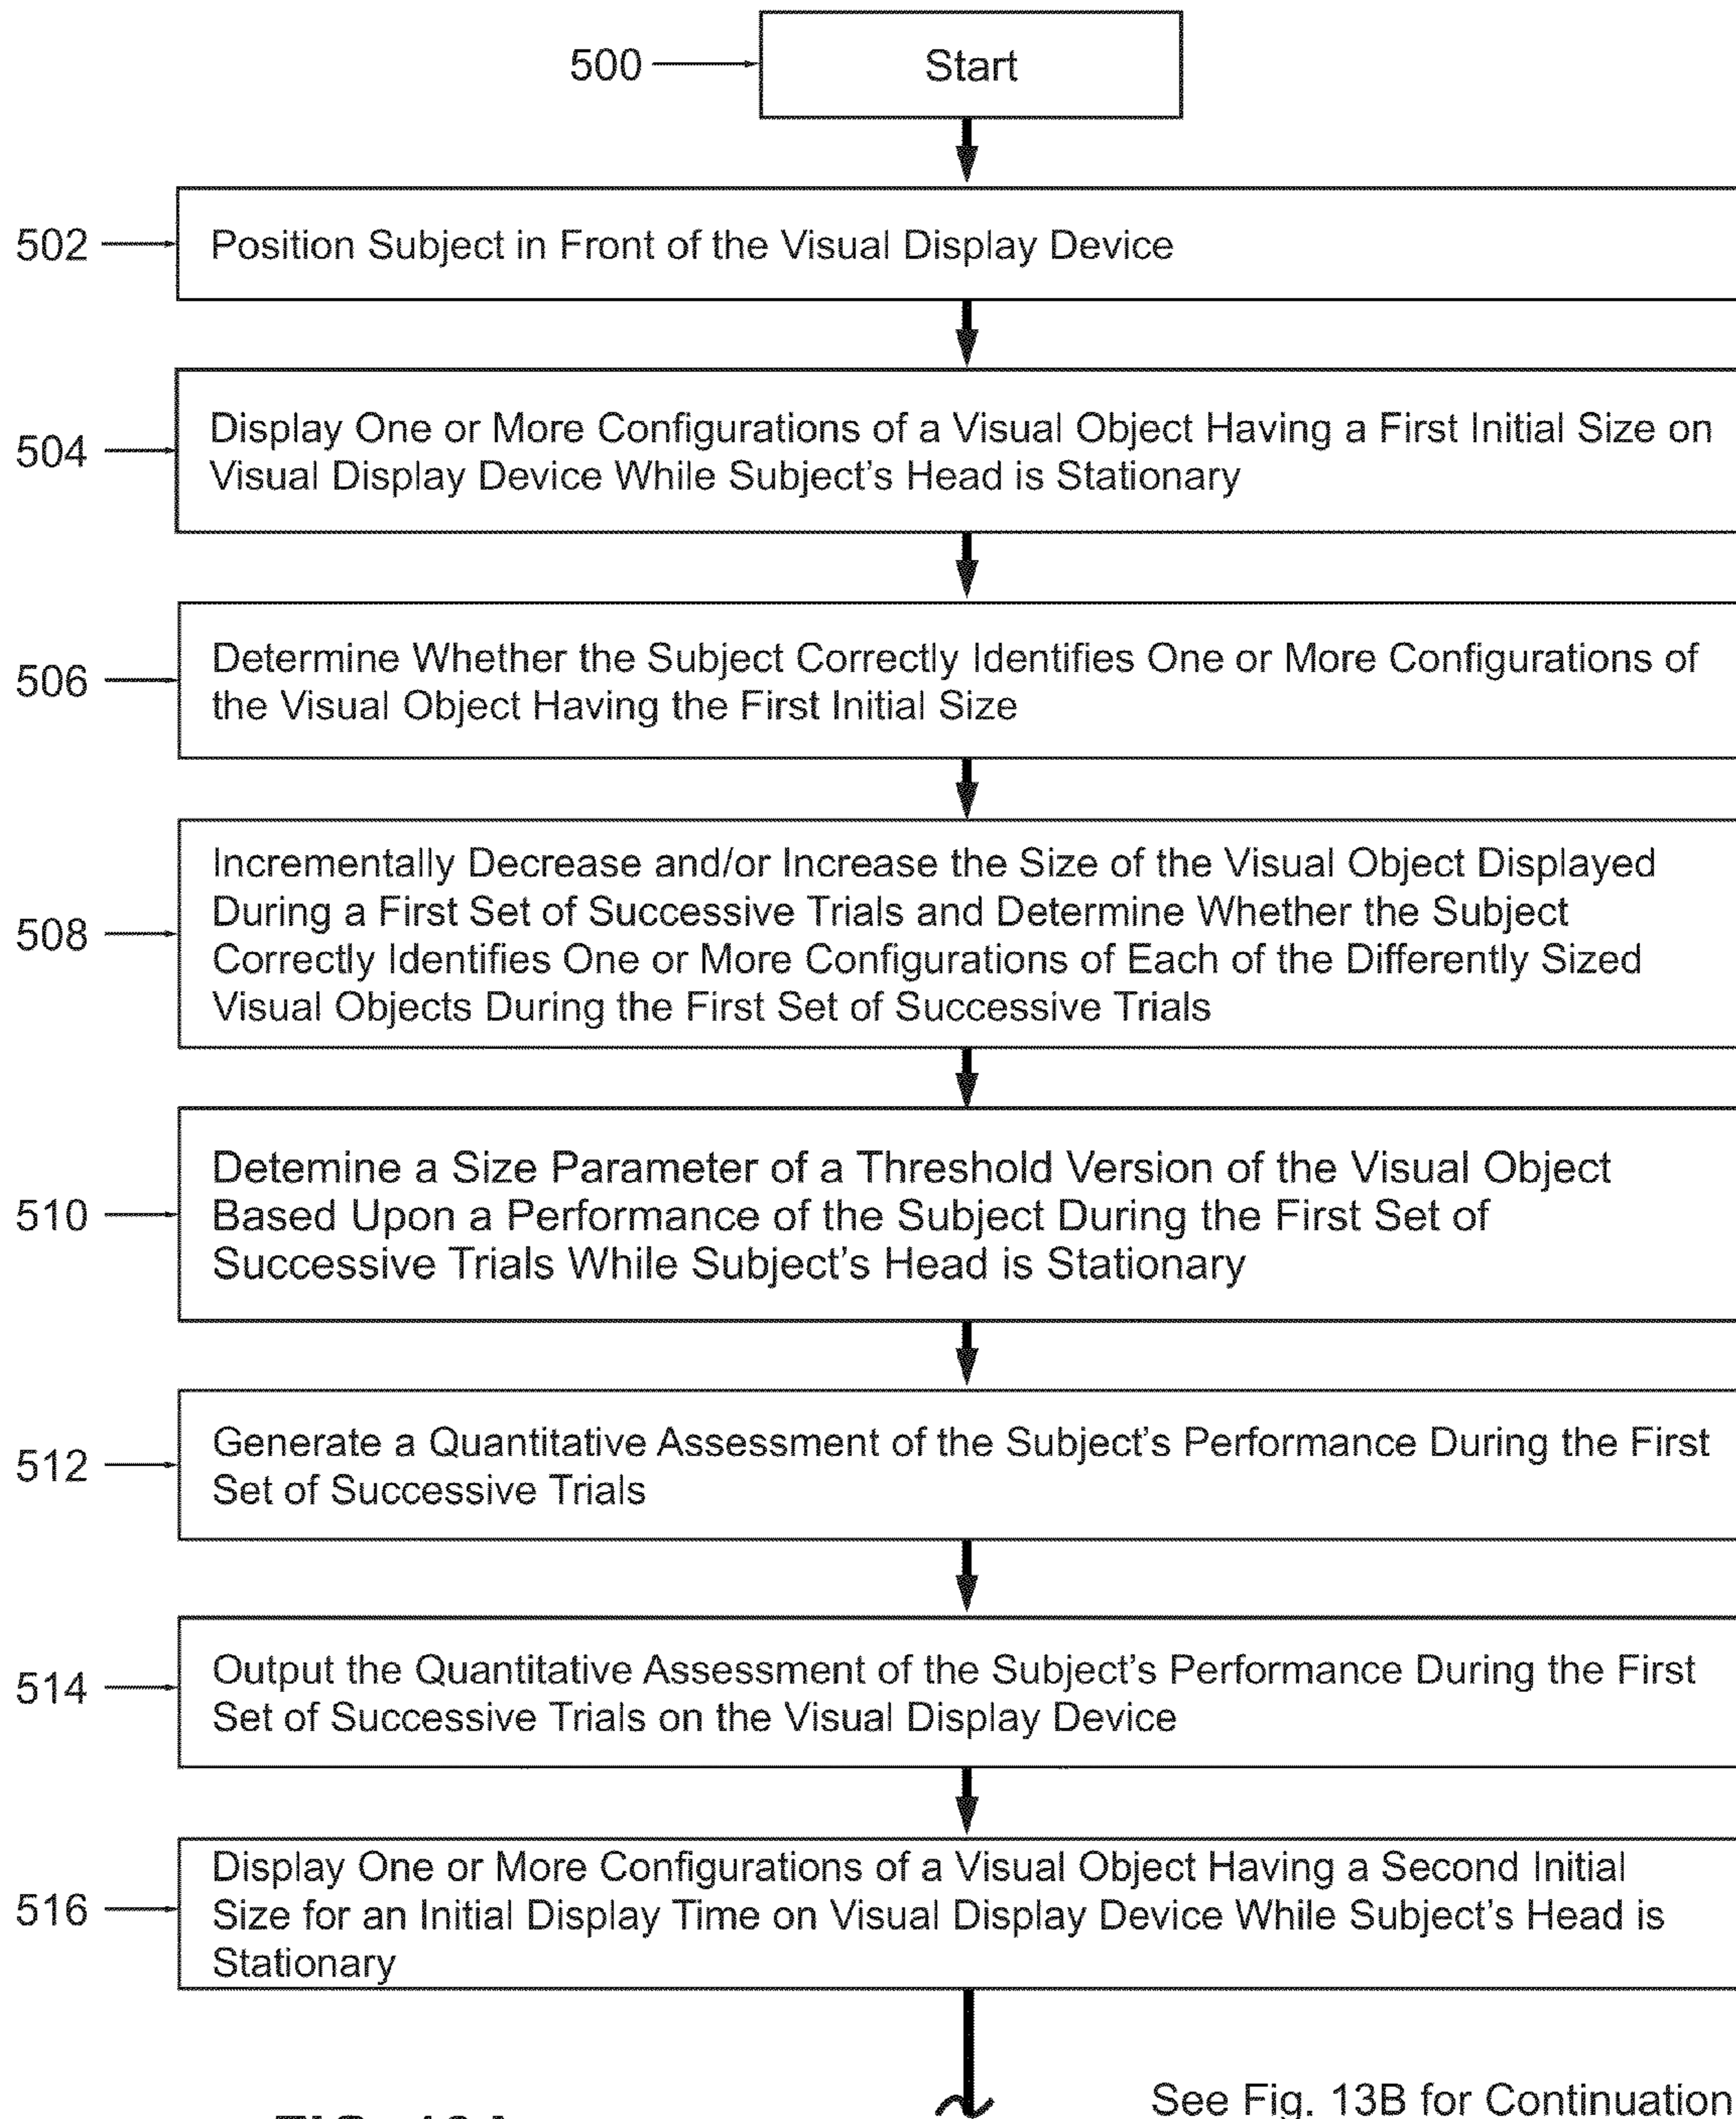 500
Start
502
Position Subject in Front of the Visual Display Device
504
Display One or More Configurations of a Visual Object Having a First Initial Size on
Visual Display Device While Subject's Head is Stationary
506
Determine Whether the Subject Correctly Identifies One or More Configurations of
the Visual Object Having the First Initial Size
508
Incrementally Decrease and/or Increase the Size of the Visual Object Displayed
During a First Set of Successive Trials and Determine Whether the Subject
Correctly Identifies One or More Configurations of Each of the Differently Sized
Visual Objects During the First Set of Successive Trials
510
Detemine a Size Parameter of a Threshold Version of the Visual Object
Based Upon a Performance of the Subject During the First Set of
Successive Trials While Subject's Head is Stationary
512
Generate a Quantitative Assessment of the Subject's Performance During the First
Set of Successive Trials
514
Output the Quantitative Assessment of the Subject's Performance During the First
Set of Successive Trials on the Visual Display Device
516
Display One or More Configurations of a Visual Object Having a Second Initial
Size for an Initial Display Time on Visual Display Device While Subject's Head is
Stationary
See Fig. 13B for Continuation